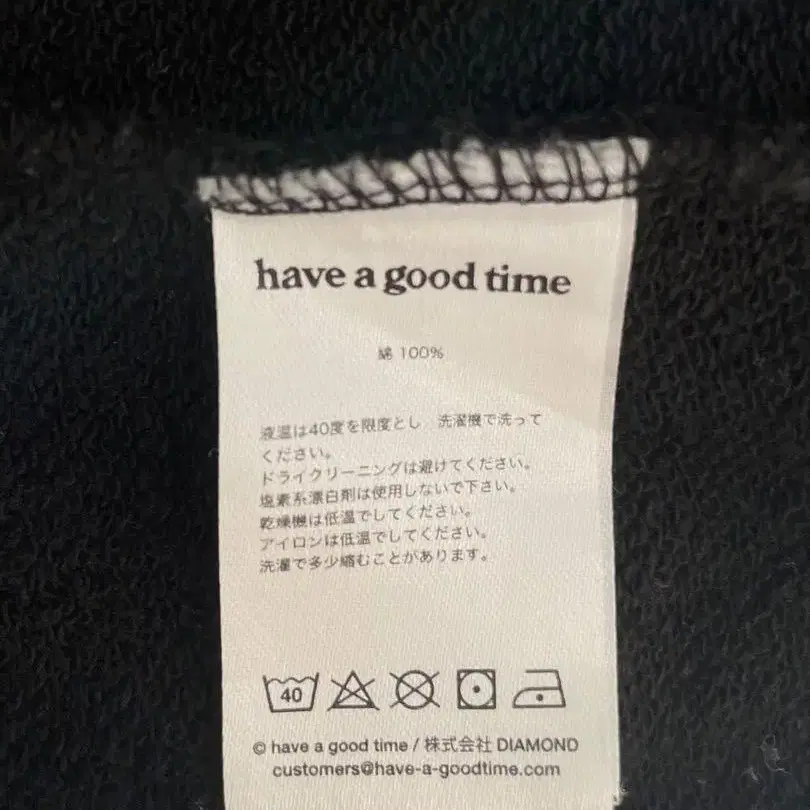 have a good time
綿 100%
液温は40度を限度とし　洗濯機で洗って
ください。
ドライクリーニングは避けてください。
塩素系漂白剤は使用しないで下さい。
乾燥機は低温でしてください。
アイロンは低温でしてください。
洗濯で多少縮むことがあります。
40
© have a good time / 株式会社 DIAMOND
customers@have-a-goodtime.com